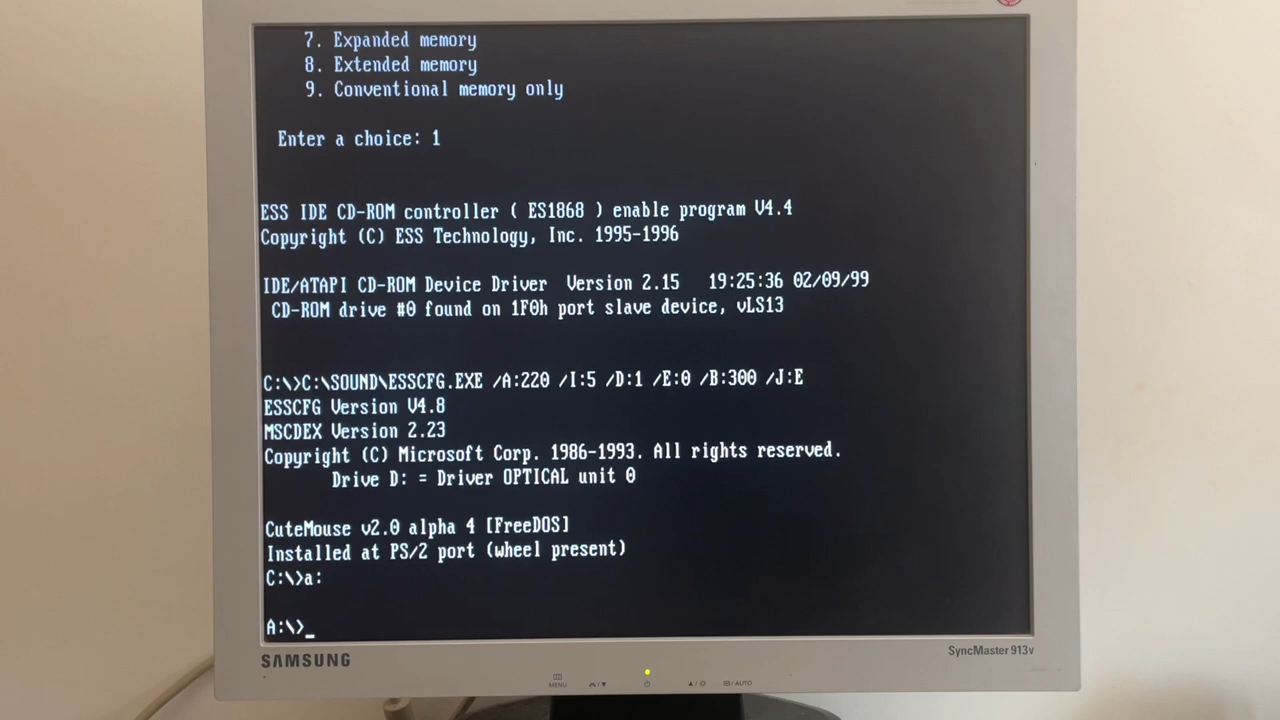 7. Expanded memory
8. Extended memory
9. Conventional memory only
Enter a choice: 1
ESS IDE CD-ROM controller ( ES1868 ) enable program V4.4
Copyright (C) ESS Technology, Inc. 1995-1996
IDE/ATAPI CD-ROM Device Driver  Version 2.15   19:25:36 02/09/99
CD-ROM drive #0 found on 1F0h port slave device, vLS13
C:\>C:\SOUND\ESSCFG.EXE /A:220 /I:5 /D:1 /E:0 /B:300 /J:E
ESSCFG Version V4.8
MSCDEX Version 2.23
Copyright (C) Microsoft Corp. 1986-1993. All rights reserved.
Drive D: = Driver OPTICAL unit 0
CuteMouse v2.0 alpha 4 [FreeDOS]
Installed at PS/2 port (wheel present)
C:\>a:
A:\>_
SAMSUNG
SyncMaster 913v
MENU
/AUTO